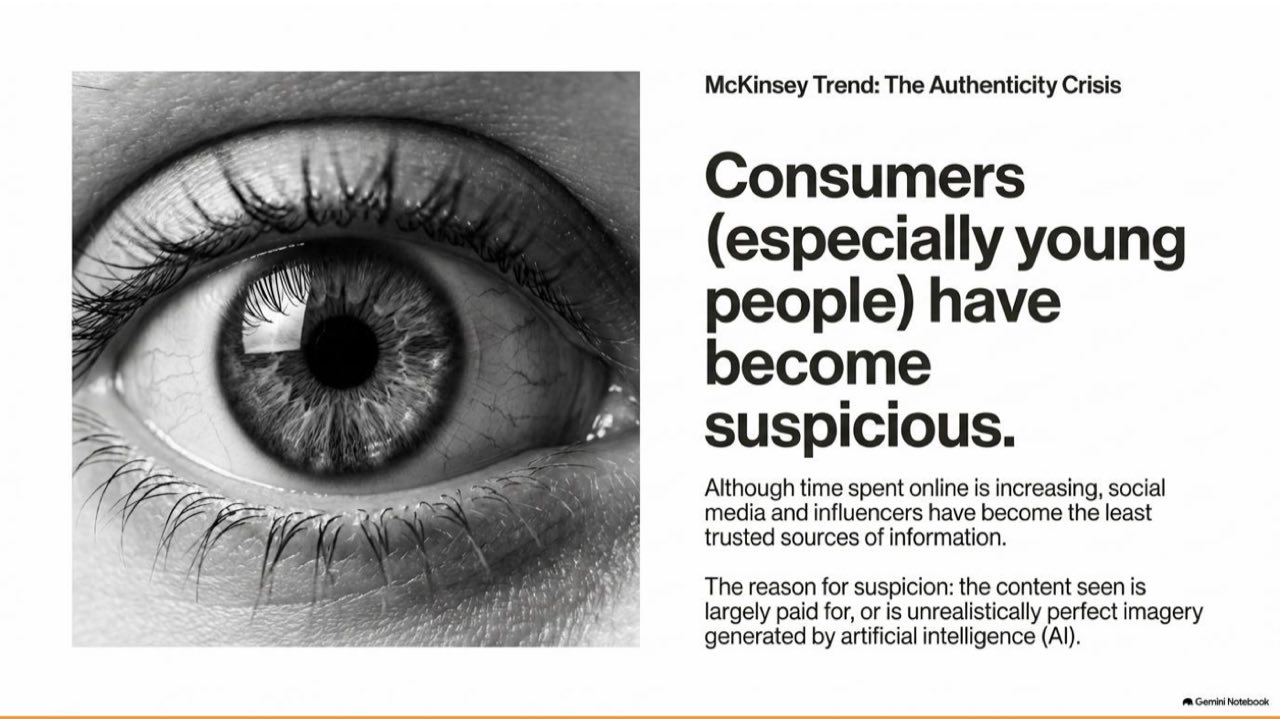 McKinsey Trend: The Authenticity Crisis
Consumers
(especially young
people) have
become
suspicious.
Although time spent online is increasing, social
media and influencers have become the least
trusted sources of information.
The reason for suspicion: the content seen is
largely paid for, or is unrealistically perfect imagery
generated by artificial intelligence (AI).
Gemini Notebook